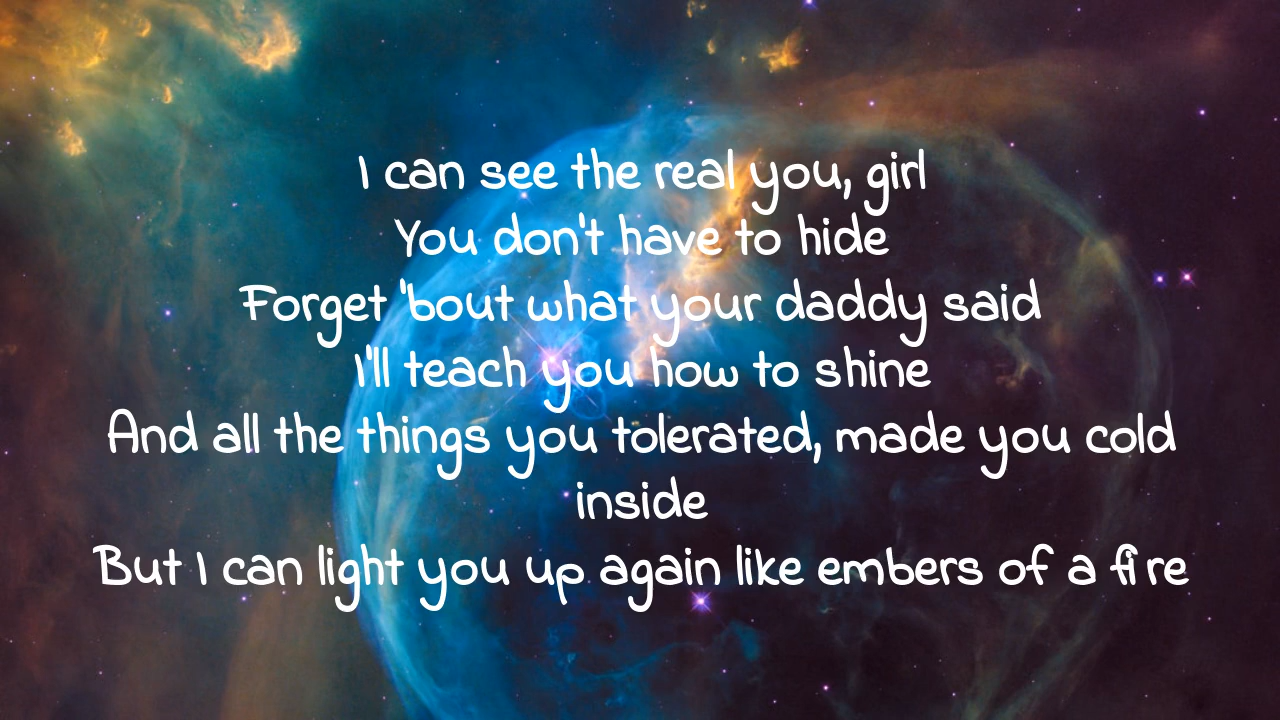 I can see the real you, girl
You don't have to hide
Forget 'bout what your daddy said
I'll teach you how to shine
And all the things you tolerated, made you cold
inside
But I can light you up again like embers of a fire